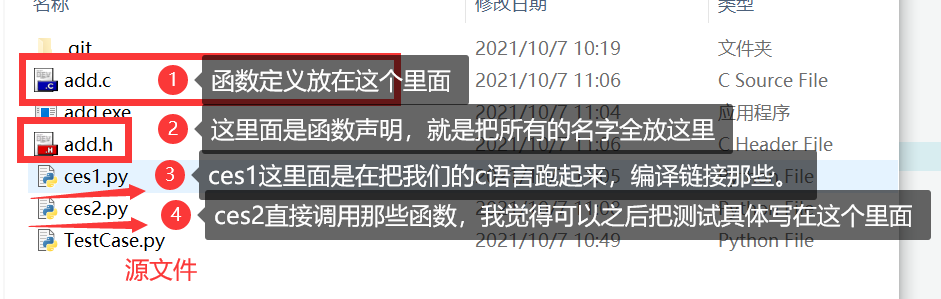 名称 修改日期 类型
.git 2021/10/7 10:19 文件夹
add.c 1 函数定义放在这个里面 2021/10/7 11:06 C Source File
add.exe 2021/10/7 11:04 应用程序
add.h 2 这里面是函数声明，就是把所有的名字全放这里 C Header File
ces1.py 3 ces1这里面是在把我们的c语言跑起来，编译链接那些。
ces2.py 4 ces2直接调用那些函数，我觉得可以之后把测试具体写在这个里面
TestCase.py 2021/10/7 10:49 Python File
源文件